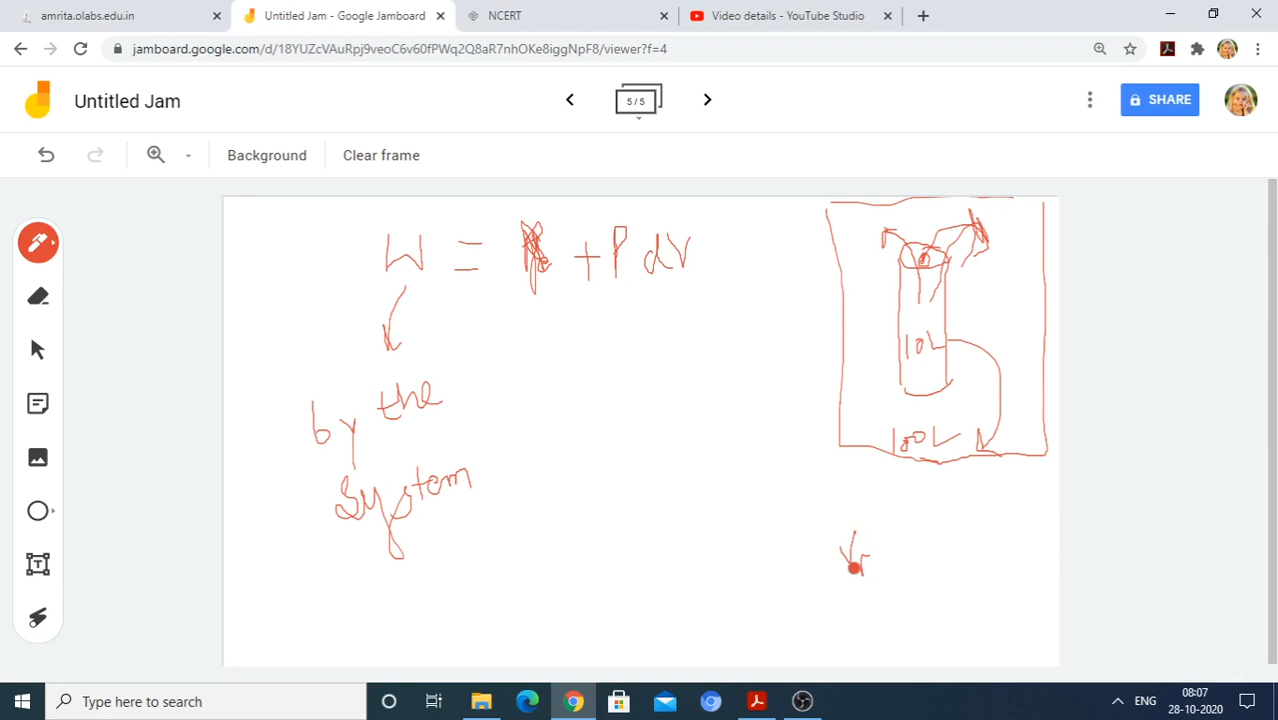 amrita.olabs.edu.in
Untitled Jam - Google Jamboard
NCERT
Video details - YouTube Studio
jamboard.google.com/d/18YUZcVAuRpj9veoC6v60fPWq2Q8aR7nhOKe8iggNpF8/viewer?f=4
Untitled Jam
5 / 5
SHARE
Background
Clear frame
W = + P dV
10L
by the
100L
System
Type here to search
ENG
08:07
28-10-2020